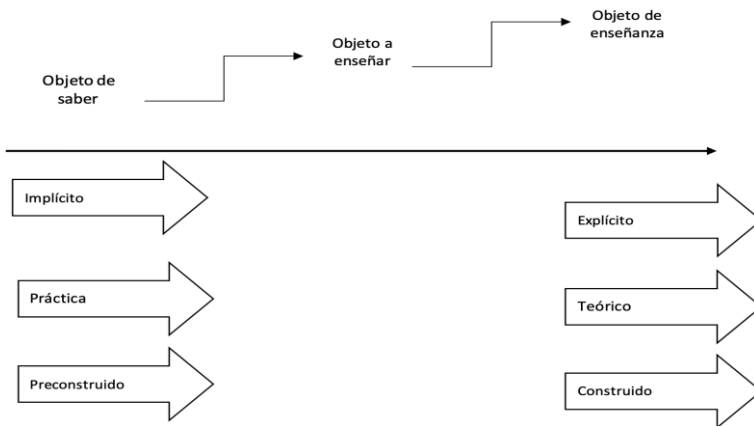 Objeto de
enseñanza
Objeto a
enseñar
Objeto de
saber
Implícito
Explícito
Práctica
Teórico
Preconstruido
Construido